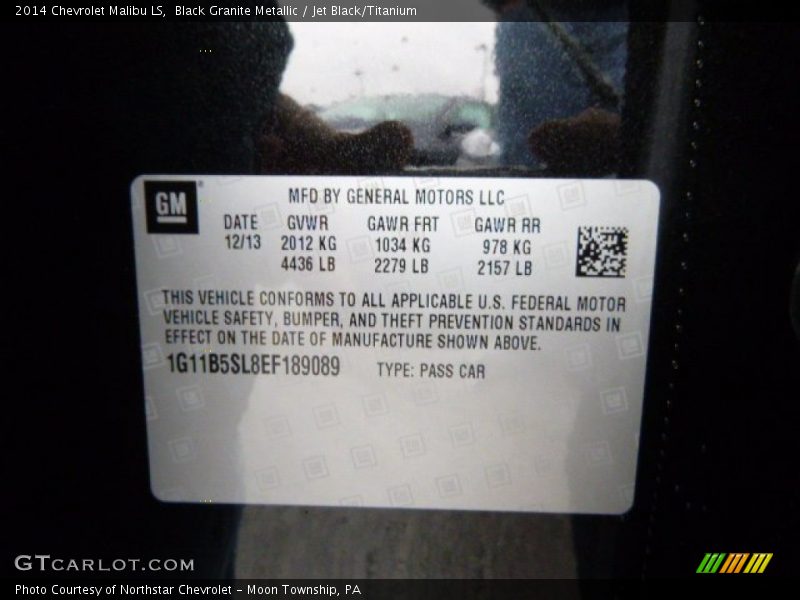 2014 Chevrolet Malibu LS,  Black Granite Metallic / Jet Black/Titanium
GM
MFD BY GENERAL MOTORS LLC
DATE GVWR GAWR FRT GAWR RR
12/13 2012 KG 1034 KG 978 KG
4436 LB 2279 LB 2157 LB
THIS VEHICLE CONFORMS TO ALL APPLICABLE U.S. FEDERAL MOTOR
VEHICLE SAFETY, BUMPER, AND THEFT PREVENTION STANDARDS IN
EFFECT ON THE DATE OF MANUFACTURE SHOWN ABOVE.
1G11B5SL8EF189089 TYPE: PASS CAR
GTCARLOT.COM
Photo Courtesy of Northstar Chevrolet - Moon Township, PA